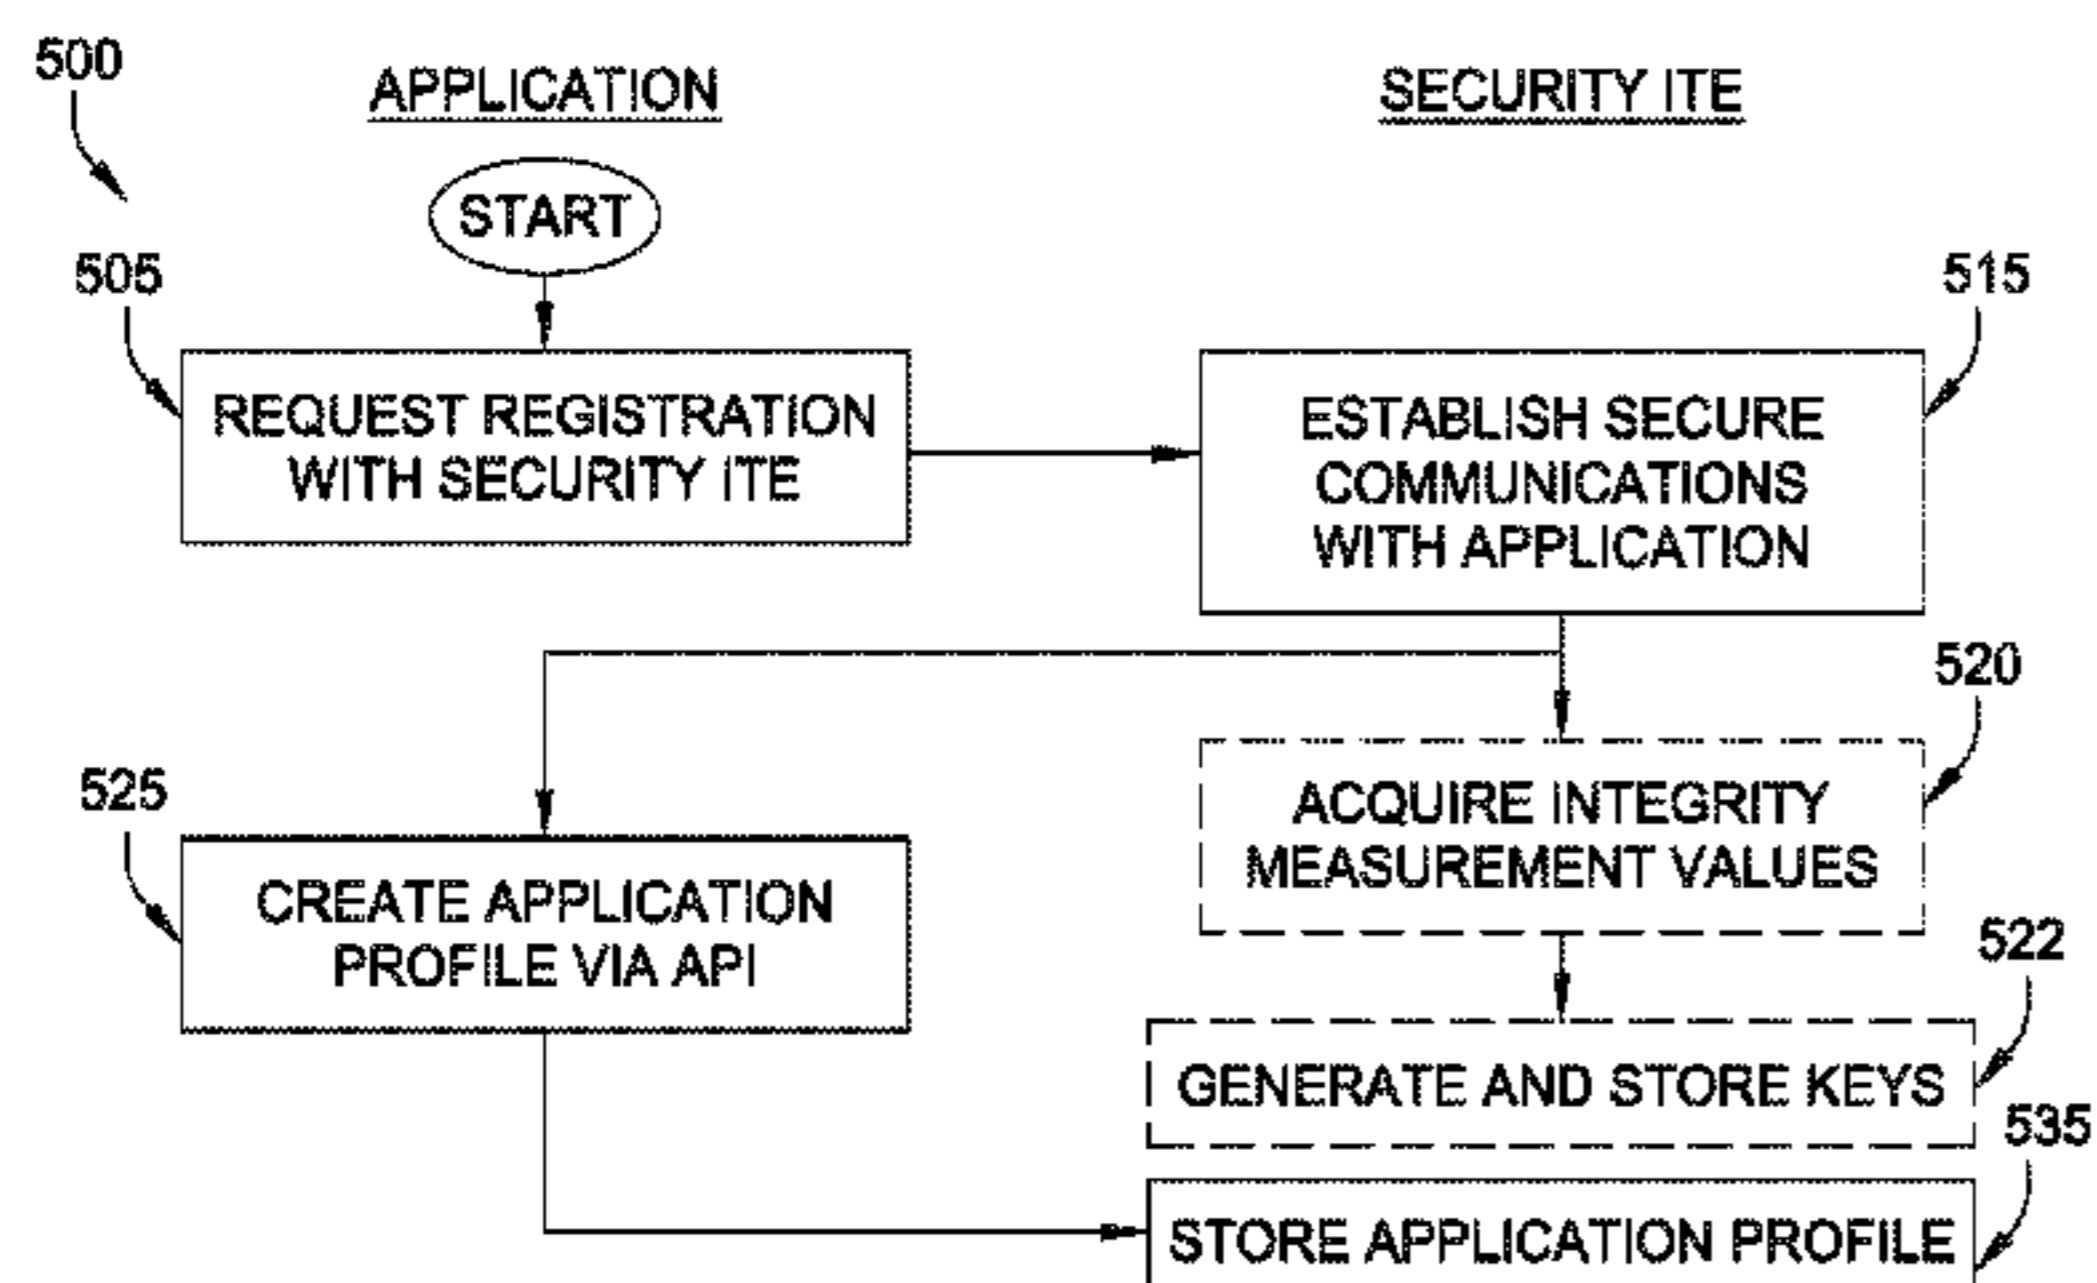 500
APPLICATION
SECURITY ITE
START
505
515
REQUEST REGISTRATION
WITH SECURITY ITE
ESTABLISH SECURE
COMMUNICATIONS
WITH APPLICATION
520
525
ACQUIRE INTEGRITY
MEASUREMENT VALUES
CREATE APPLICATION
PROFILE VIA API
522
GENERATE AND STORE KEYS
535
STORE APPLICATION PROFILE